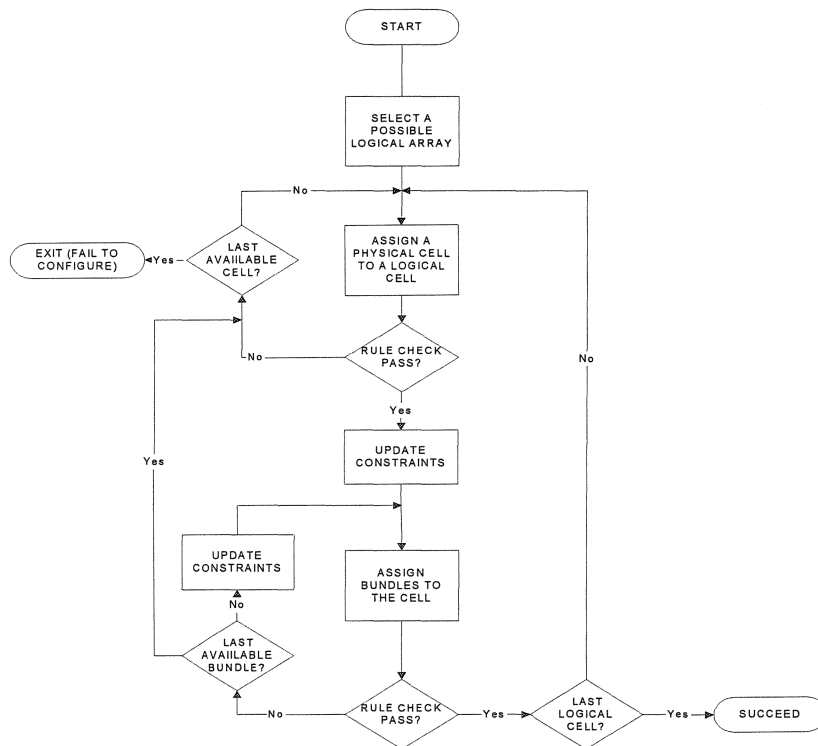 START
SELECT A
POSSIBLE
LOGICAL ARRAY
No
ASSIGN A
PHYSICAL CELL
TO A LOGICAL
CELL
LAST
AVAIILABLE
CELL?
Yes
EXIT (FAIL TO
CONFIGURE)
RULE CHECK
PASS?
No
No
Yes
UPDATE
CONSTRAINTS
Yes
UPDATE
CONSTRAINTS
ASSIGN
BUNDLES TO
THE CELL
No
LAST
AVAIILABLE
BUNDLE?
No
RULE CHECK
PASS?
Yes
LAST
LOGICAL
CELL?
Yes
SUCCEED